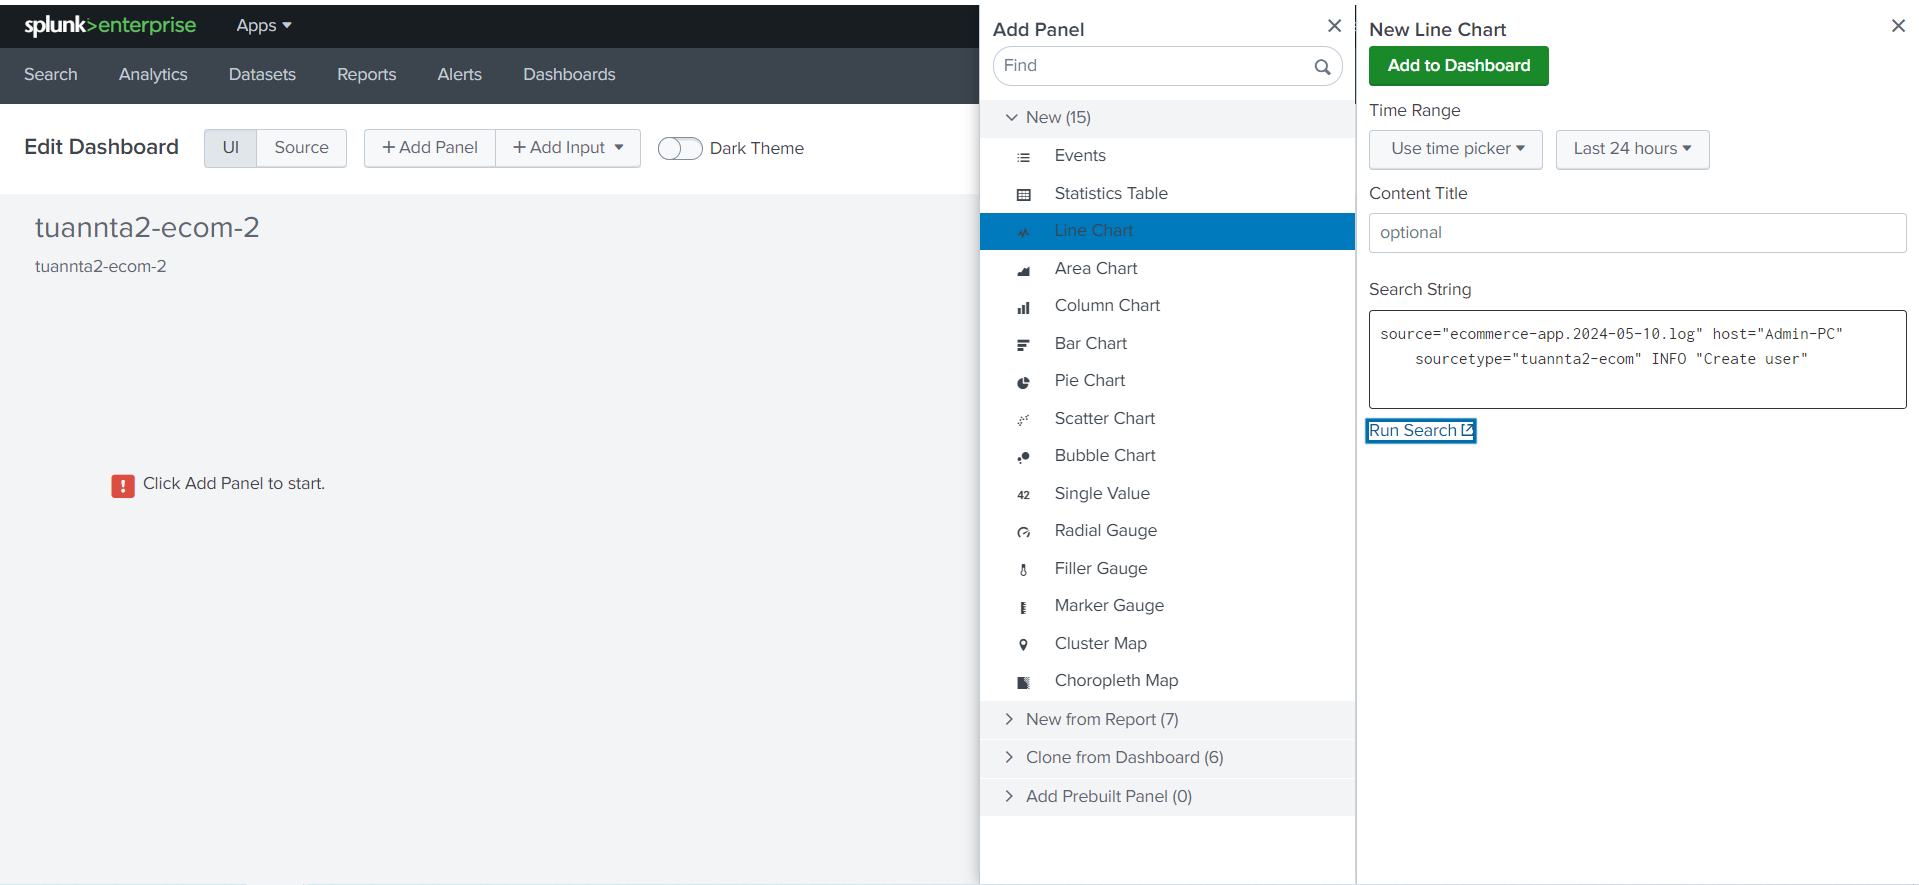 splunk>enterprise Apps
Search Analytics Datasets Reports Alerts Dashboards
Edit Dashboard UI Source + Add Panel + Add Input Dark Theme
tuannta2-ecom-2
tuannta2-ecom-2
! Click Add Panel to start.
Add Panel
Find
New (15)
Events
Statistics Table
Line Chart
Area Chart
Column Chart
Bar Chart
Pie Chart
Scatter Chart
Bubble Chart
42 Single Value
Radial Gauge
Filler Gauge
Marker Gauge
Cluster Map
Choropleth Map
New from Report (7)
Clone from Dashboard (6)
Add Prebuilt Panel (0)
New Line Chart
Add to Dashboard
Time Range
Use time picker Last 24 hours
Content Title
optional
Search String
source="ecommerce-app.2024-05-10.log" host="Admin-PC"
sourcetype="tuannta2-ecom" INFO "Create user"
Run Search